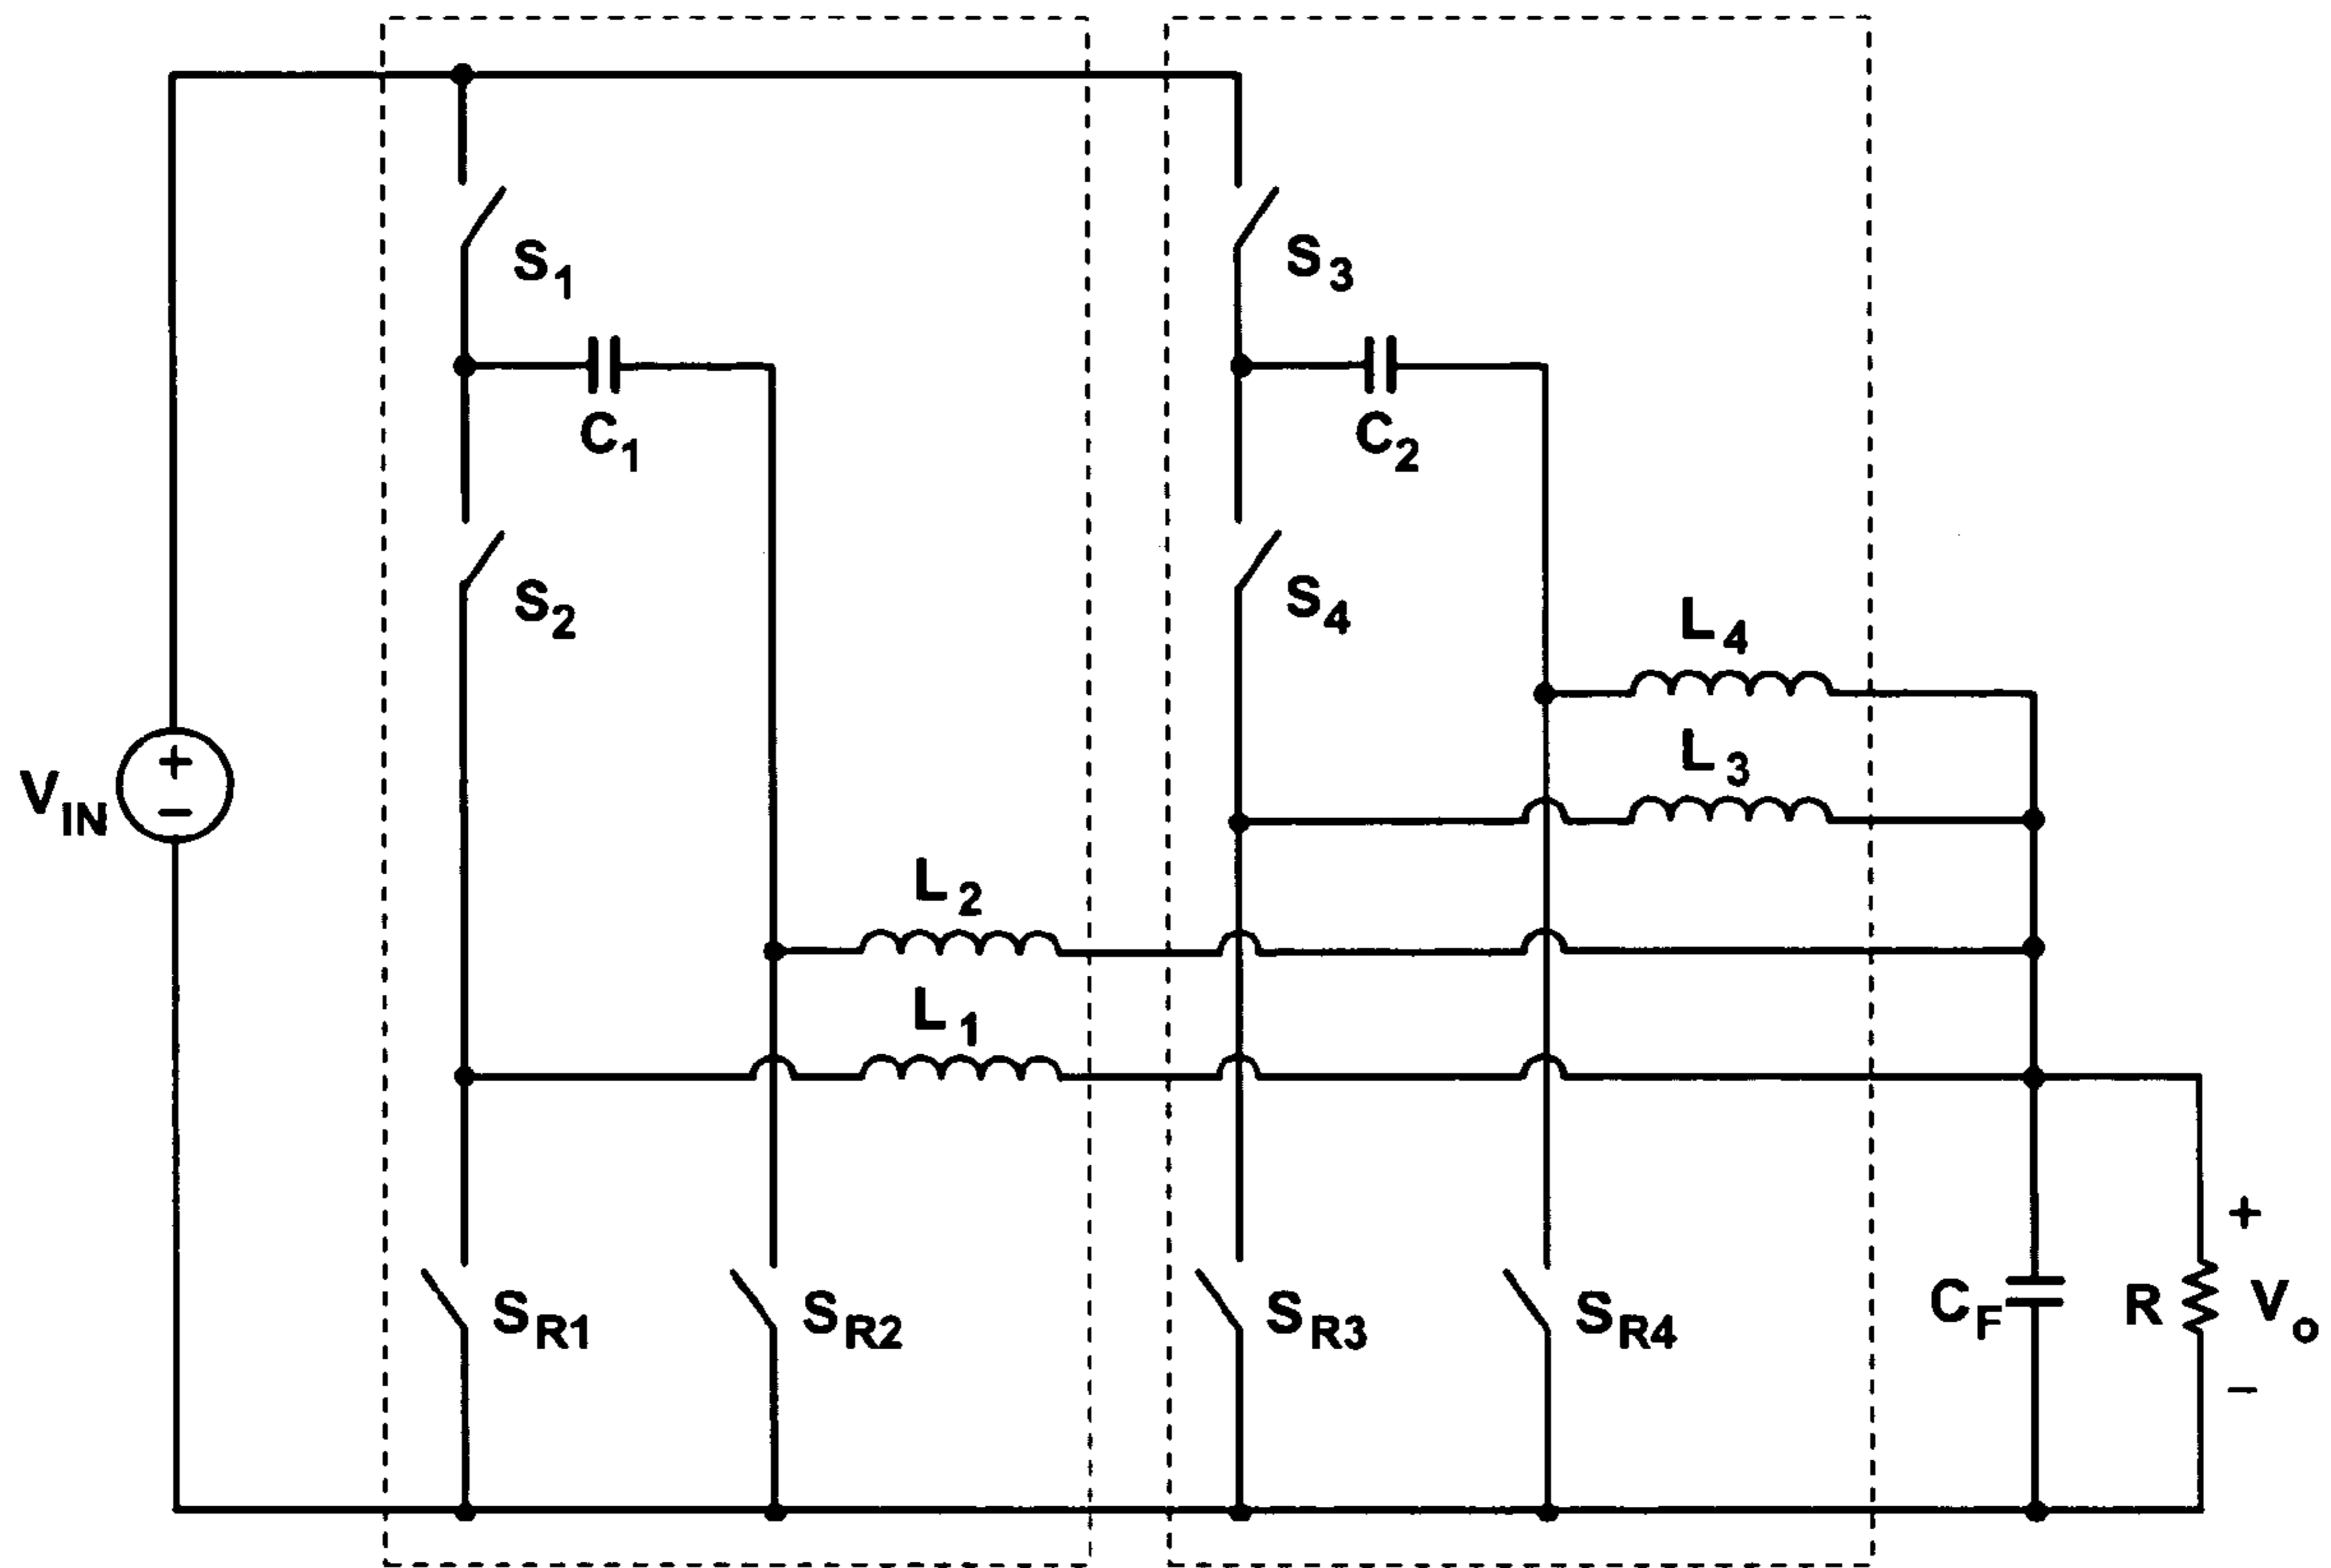 S1
S3
C1
C2
S2
S4
L4
L3
VIN
+
−
L2
L1
SR1
SR2
SR3
SR4
CF
R
+
Vo
−